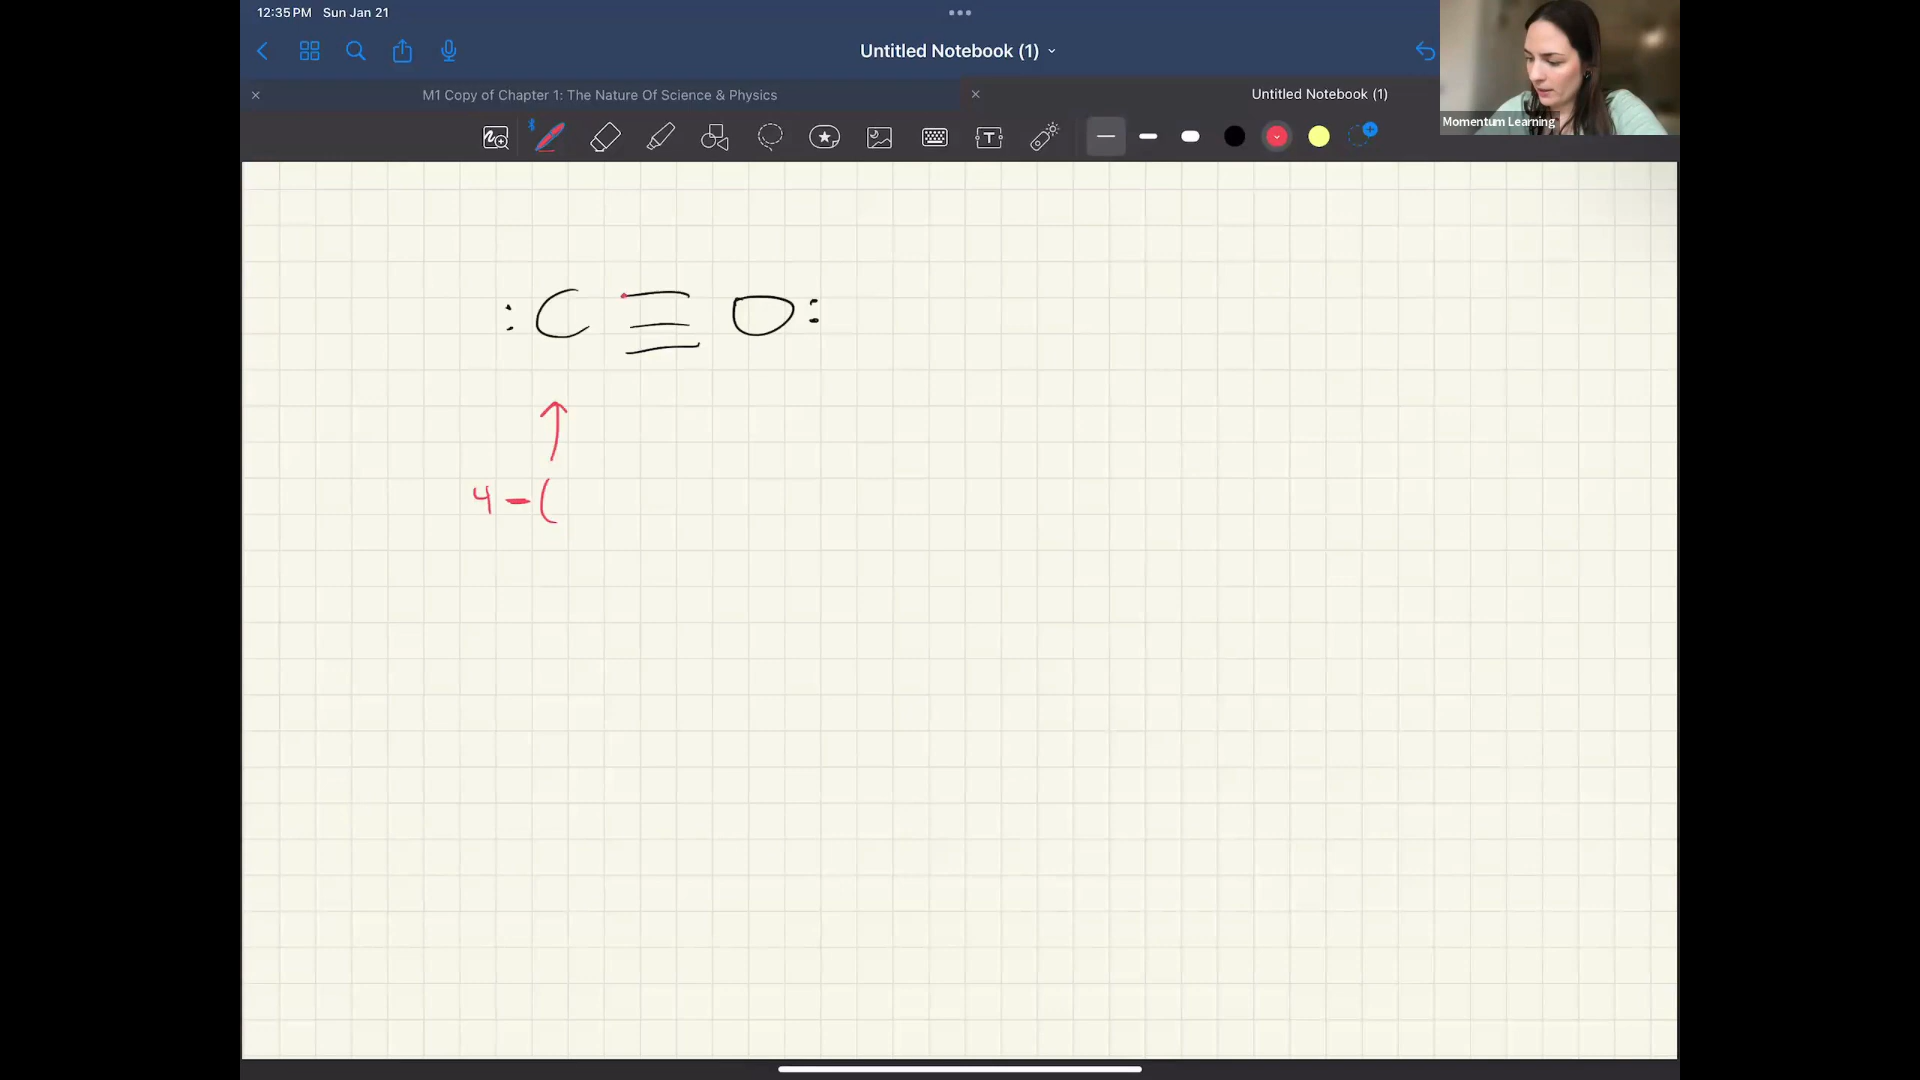 12:35 PM Sun Jan 21
Untitled Notebook (1)
M1 Copy of Chapter 1: The Nature Of Science & Physics
Untitled Notebook (1)
Momentum Learning
:C≡O:
4-(